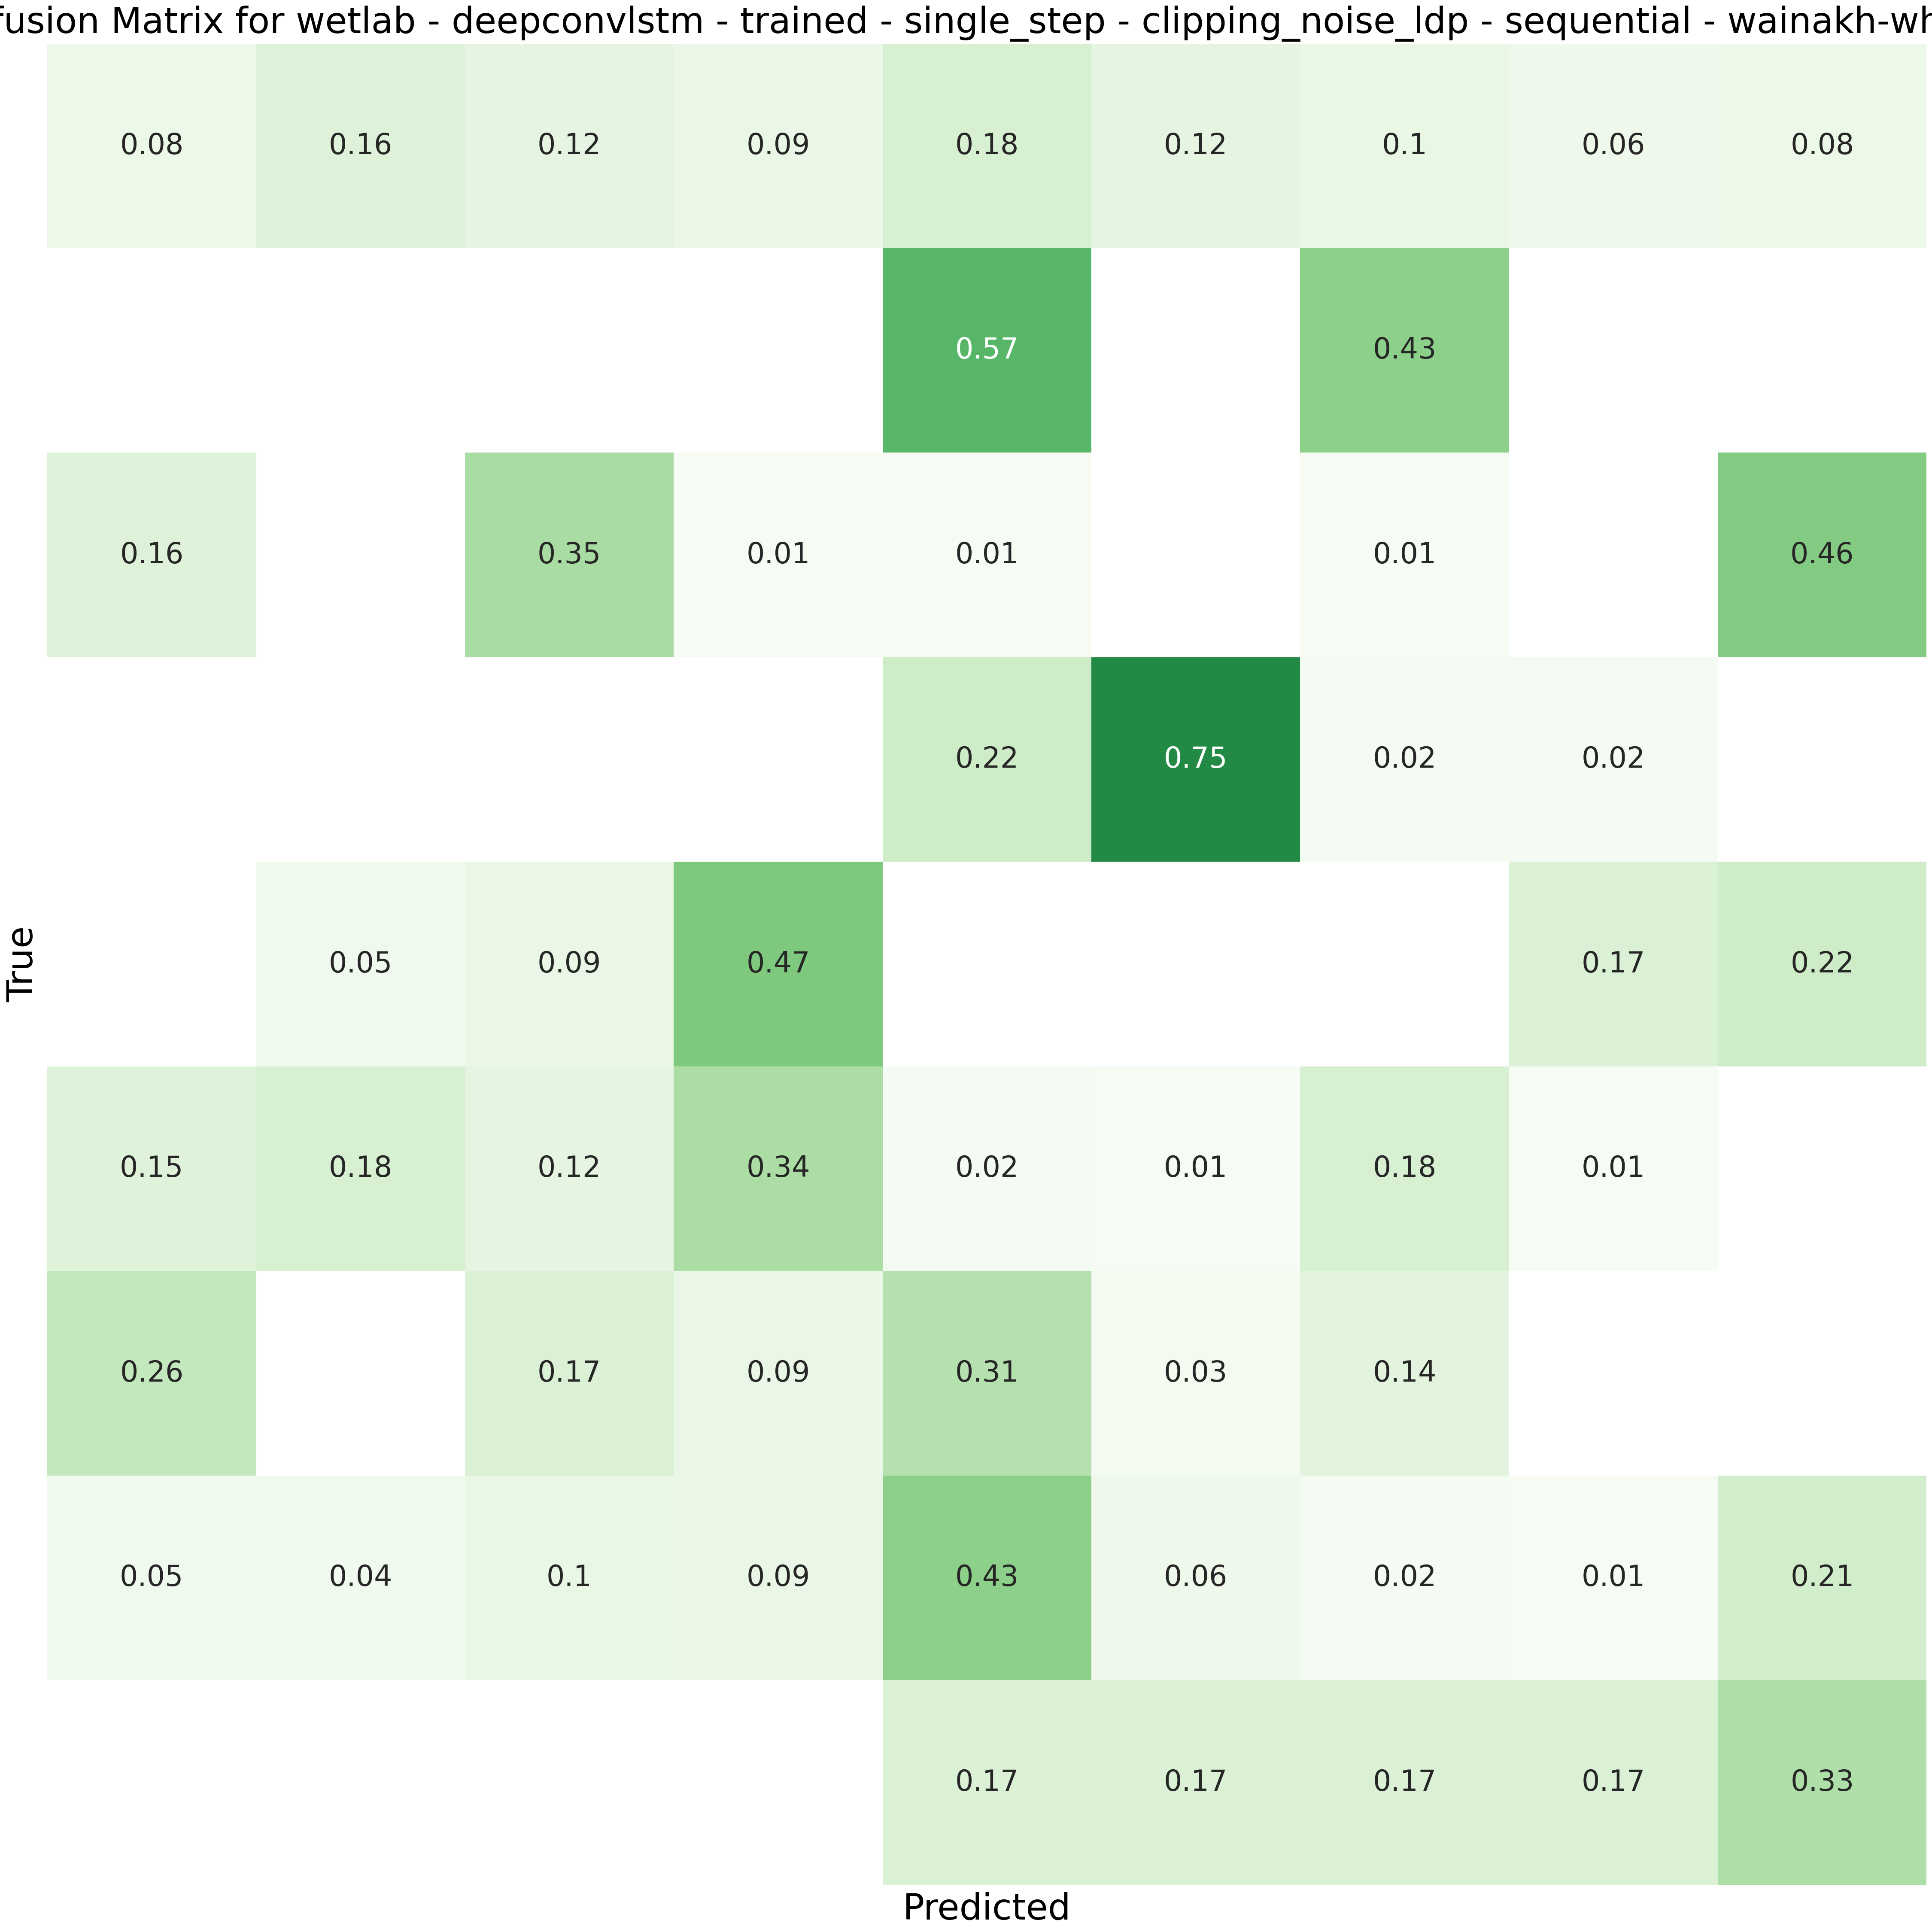 fusion Matrix for wetlab - deepconvlstm - trained - single_step - clipping_noise_ldp - sequential - wainakh-wh
0.08 0.16 0.12 0.09 0.18 0.12 0.1 0.06 0.08
0.57 0.43
0.16 0.35 0.01 0.01 0.01 0.46
0.22 0.75 0.02 0.02
True
0.05 0.09 0.47 0.17 0.22
0.15 0.18 0.12 0.34 0.02 0.01 0.18 0.01
0.26 0.17 0.09 0.31 0.03 0.14
0.05 0.04 0.1 0.09 0.43 0.06 0.02 0.01 0.21
0.17 0.17 0.17 0.17 0.33
Predicted